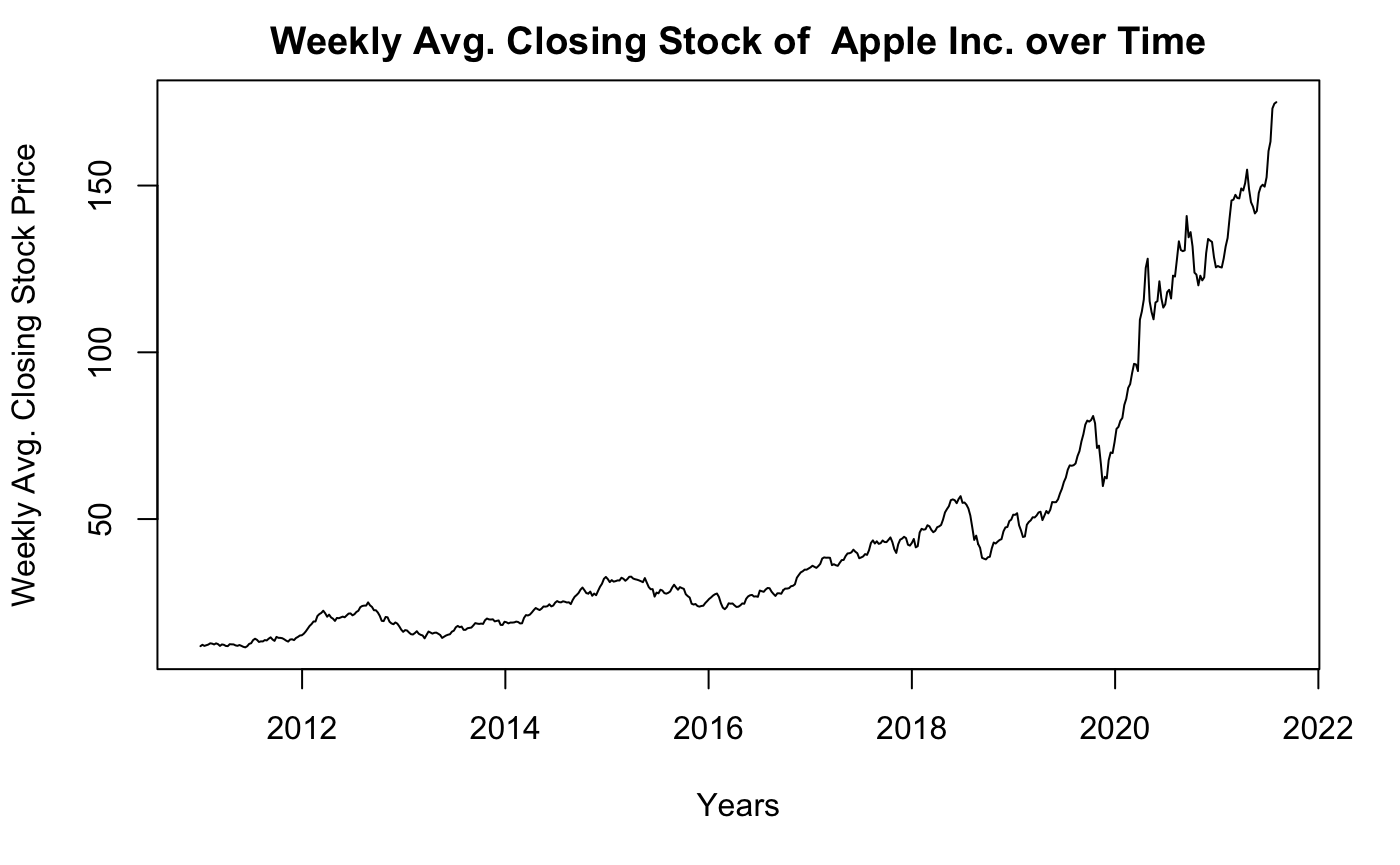 Weekly Avg. Closing Stock of  Apple Inc. over Time
Weekly Avg. Closing Stock Price
150
100
50
2012 2014 2016 2018 2020 2022
Years